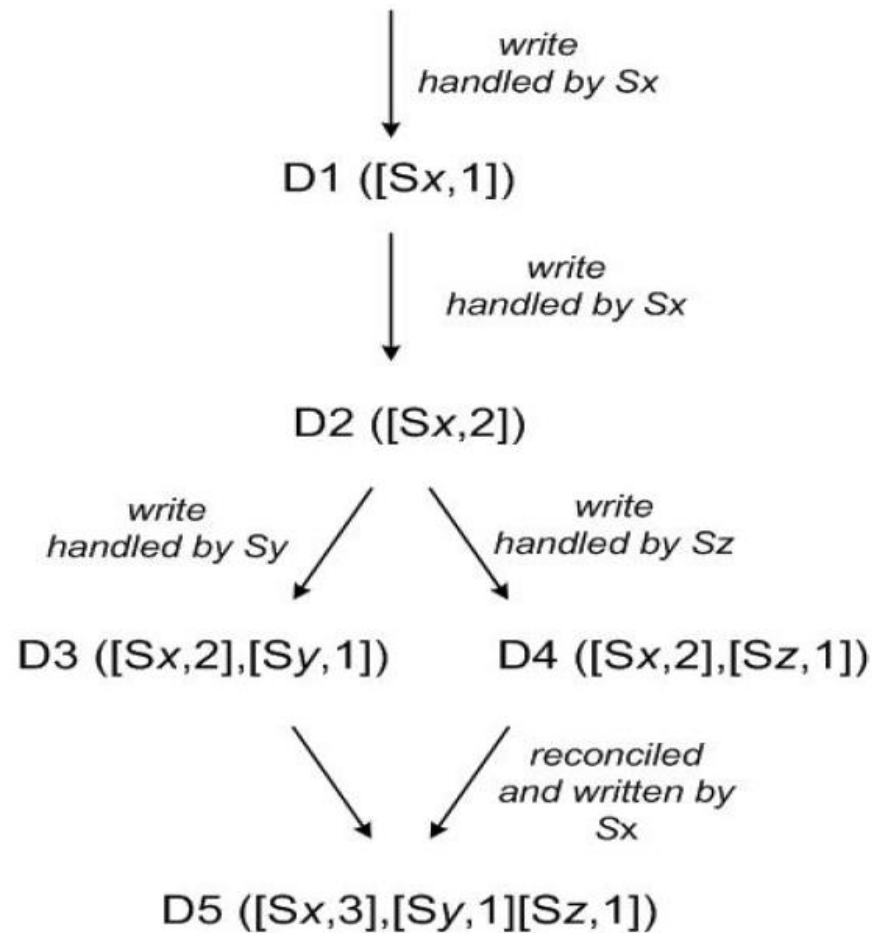 write
handled by Sx
D1 ([Sx,1])
write
handled by Sx
D2 ([Sx,2])
write
handled by Sy
write
handled by Sz
D3 ([Sx,2],[Sy,1])
D4 ([Sx,2],[Sz,1])
reconciled
and written by
Sx
D5 ([Sx,3],[Sy,1][Sz,1])